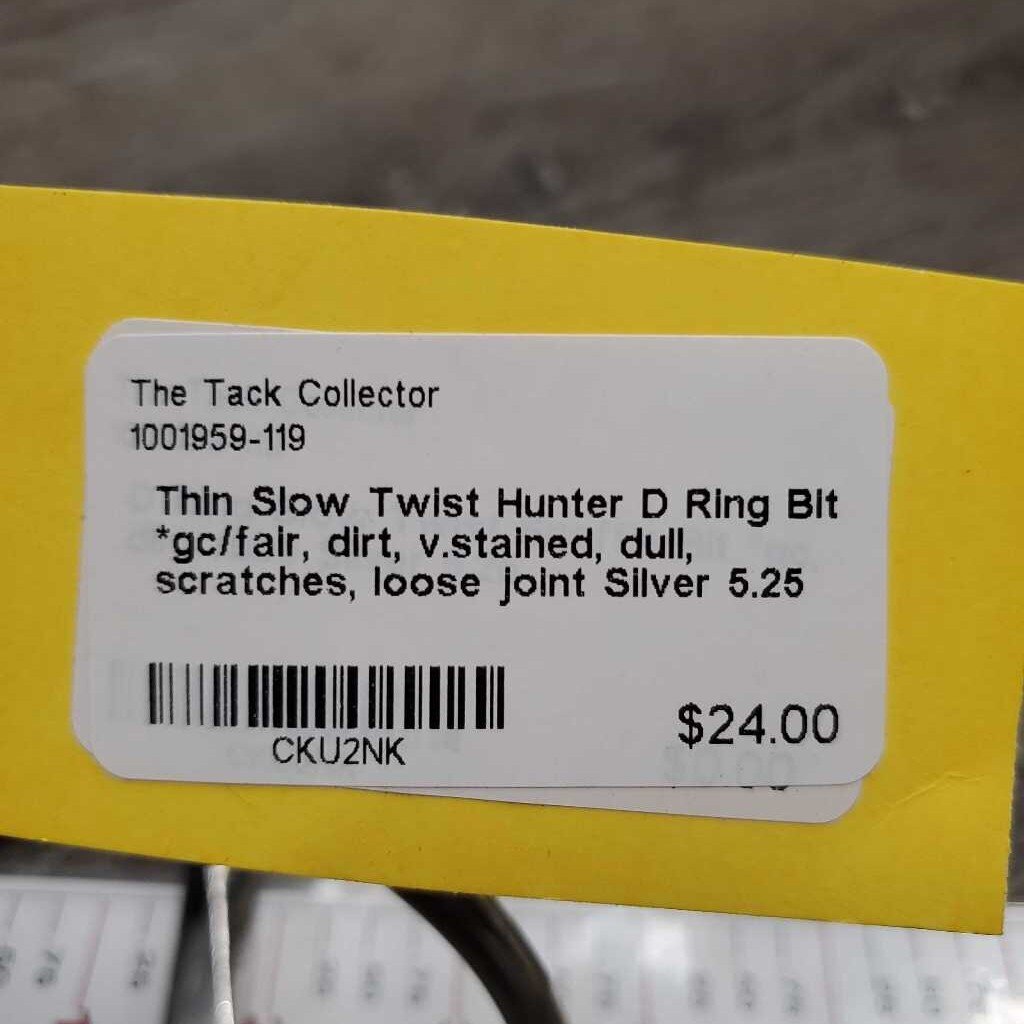 The Tack Collector
1001959-119
Thin Slow Twist Hunter D Ring Bit
*gc/fair, dirt, v.stained, dull,
scratches, loose joint Silver 5.25
CKU2NK
$24.00